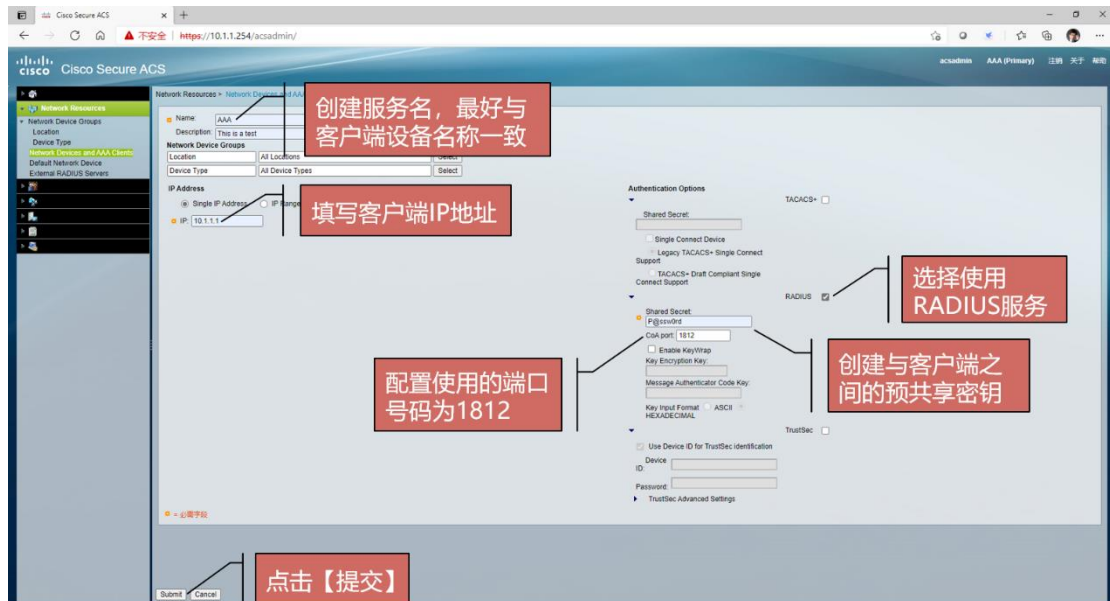 Cisco Secure ACS
不安全 | https://10.1.1.254/acsadmin/
CISCO Cisco Secure ACS
acsadmin AAA (Primary) 注销 关于 帮助
Network Resources
Network Device Groups
Location
Device Type
Network Devices and AAA Clients
Default Network Device
External RADIUS Servers
Network Resources > Network Devices and AAA
Name: AAA
Description: This is a test
创建服务名，最好与
客户端设备名称一致
Network Device Groups
Location All Locations Select
Device Type All Device Types Select
IP Address
Single IP Address IP Range
IP: 10.1.1.1
填写客户端IP地址
Authentication Options
TACACS+
Shared Secret:
Single Connect Device
Legacy TACACS+ Single Connect
Support
TACACS+ Draft Compliant Single
Connect Support
RADIUS
选择使用
RADIUS服务
Shared Secret:
P@ssw0rd
CoA port: 1812
Enable KeyWrap
Key Encryption Key:
Message Authenticator Code Key:
Key Input Format ASCII
HEXADECIMAL
配置使用的端口
号码为1812
创建与客户端之
间的预共享密钥
TrustSec
Use Device ID for TrustSec identification
Device
ID:
Password:
TrustSec Advanced Settings
= 必需字段
Submit Cancel
点击【提交】